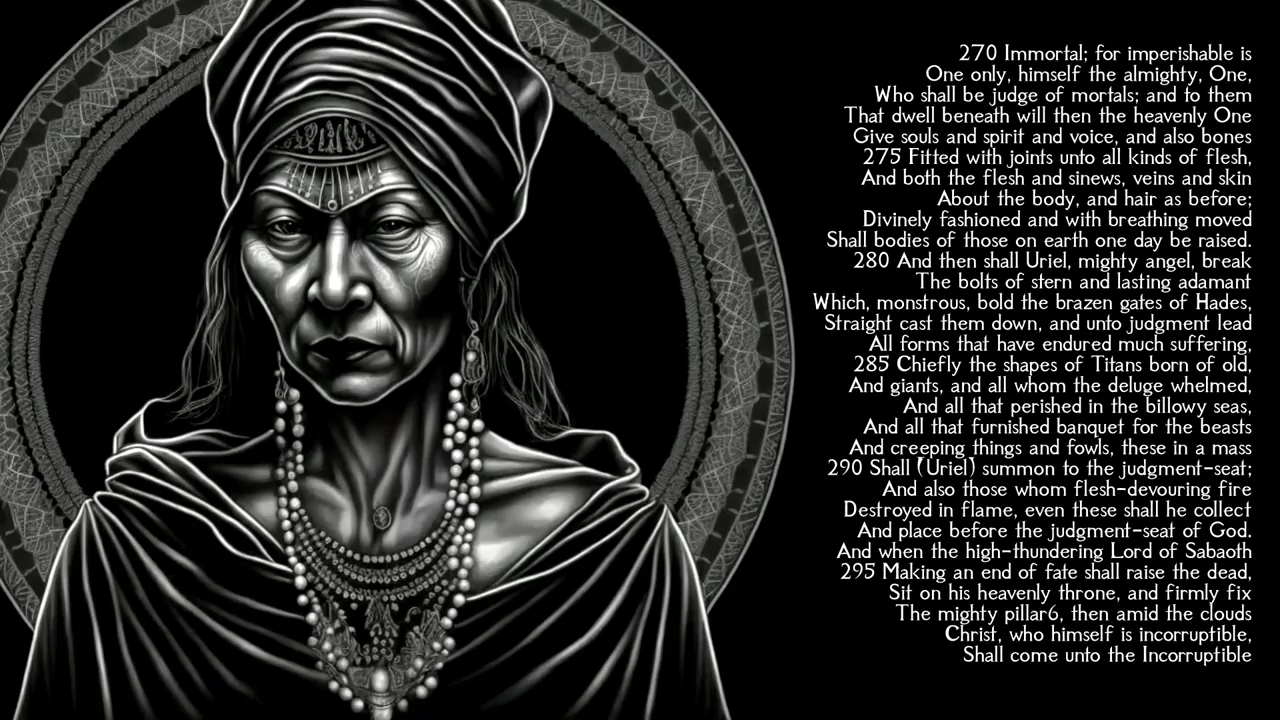 270 Immortal; for imperishable is
One only, himself the almighty, One,
Who shall be judge of mortals; and to them
That dwell beneath will then the heavenly One
Give souls and spirit and voice, and also bones
275 Fitted with joints unto all kinds of flesh,
And both the flesh and sinews, veins and skin
About the body, and hair as before;
Divinely fashioned and with breathing moved
Shall bodies of those on earth one day be raised.
280 And then shall Uriel, mighty angel, break
The bolts of stern and lasting adamant
Which, monstrous, bold the brazen gates of Hades,
Straight cast them down, and unto judgment lead
All forms that have endured much suffering,
285 Chiefly the shapes of Titans born of old,
And giants, and all whom the deluge whelmed,
And all that perished in the billowy seas,
And all that furnished banquet for the beasts
And creeping things and fowls, these in a mass
290 Shall (Uriel) summon to the judgment-seat;
And also those whom flesh-devouring fire
Destroyed in flame, even these shall he collect
And place before the judgment-seat of God.
And when the high-thundering Lord of Sabaoth
295 Making an end of fate shall raise the dead,
Sit on his heavenly throne, and firmly fix
The mighty pillar6, then amid the clouds
Christ, who himself is incorruptible,
Shall come unto the Incorruptible